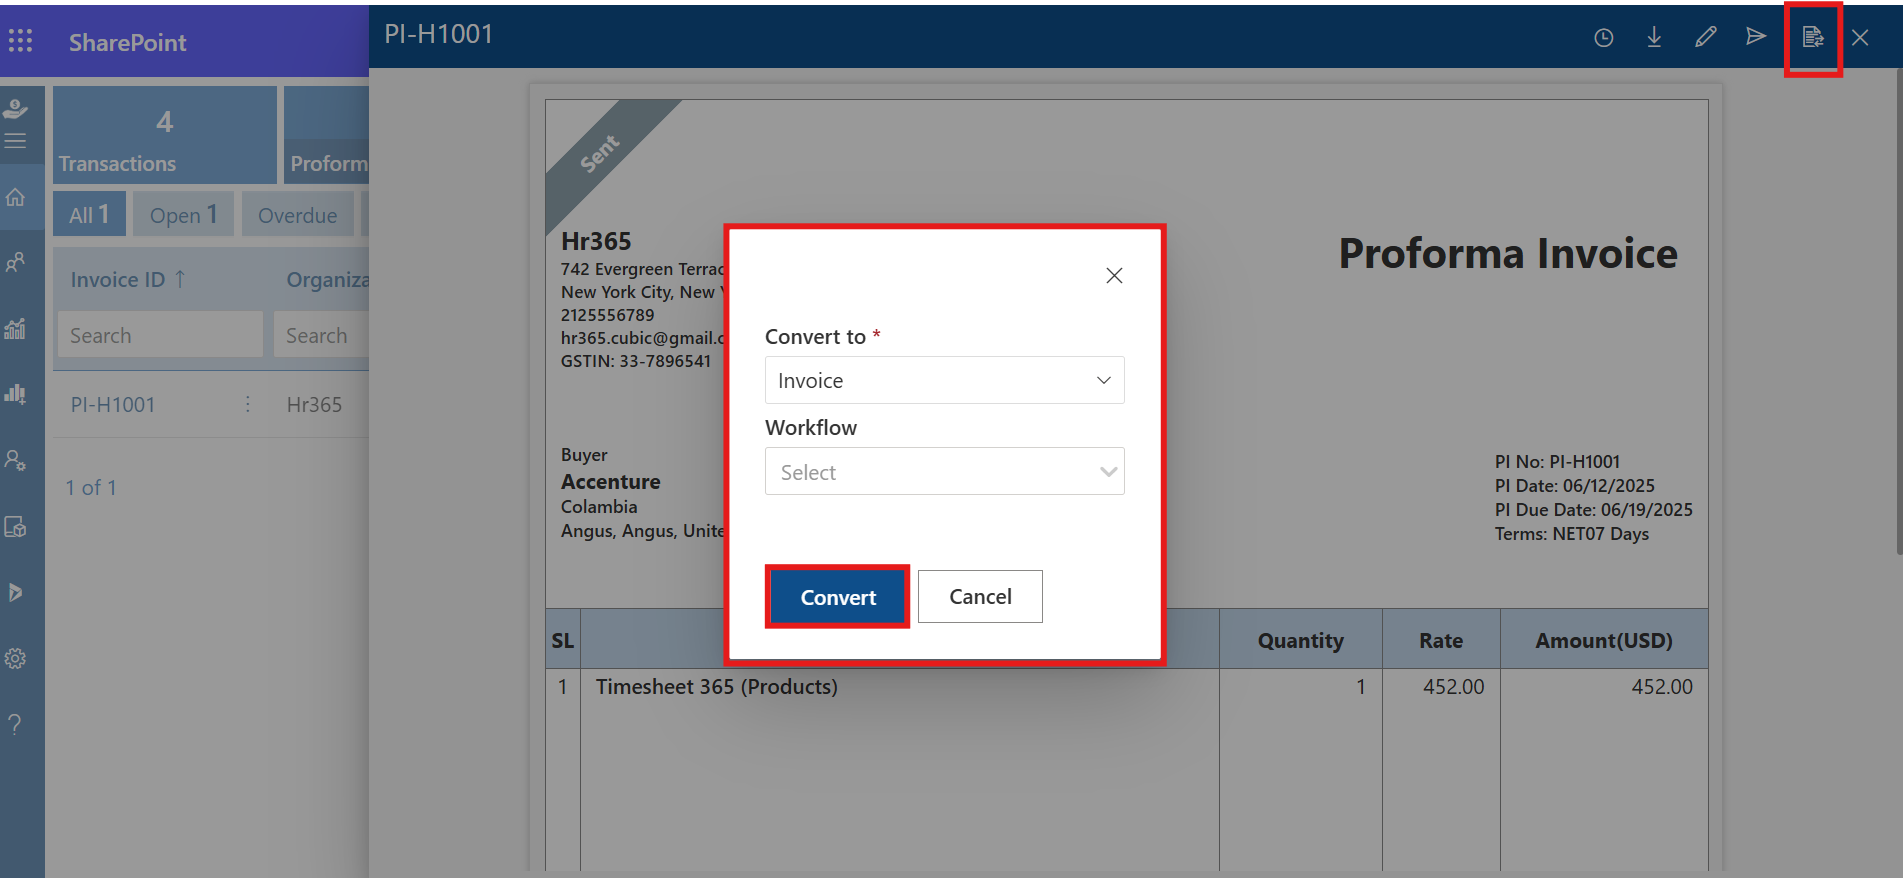 SharePoint
PI-H1001
4
Transactions
Proform
All 1
Open 1
Overdue
Invoice ID ↑
Organiza
Search
Search
PI-H1001
Hr365
1 of 1
Sent
Hr365
742 Evergreen Terrac
New York City, New Y
2125556789
hr365.cubic@gmail.c
GSTIN: 33-7896541
Proforma Invoice
Convert to *
Invoice
Workflow
Select
Convert
Cancel
Buyer
Accenture
Colambia
Angus, Angus, Unite
PI No: PI-H1001
PI Date: 06/12/2025
PI Due Date: 06/19/2025
Terms: NET07 Days
SL
Quantity
Rate
Amount(USD)
1
Timesheet 365 (Products)
1
452.00
452.00